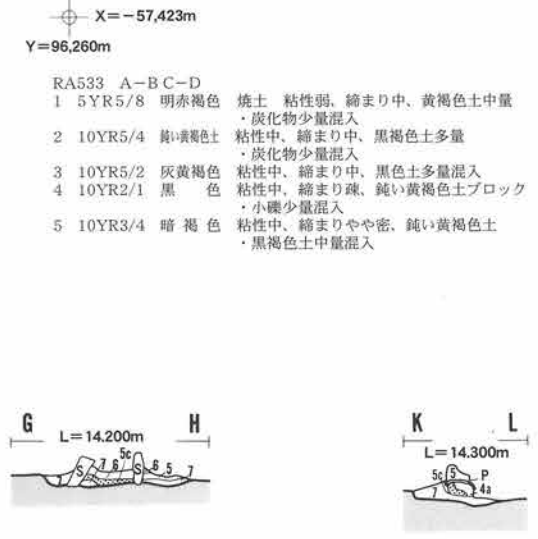 X=−57,423m
Y=96,260m
RA533 A−B C−D
1 5YR5/8 明赤褐色 焼土 粘性弱、締まり中、黄褐色土中量
・炭化物少量混入
2 10YR5/4 鈍い黄褐色土 粘性中、締まり中、黒褐色土多量
・炭化物少量混入
3 10YR5/2 灰黄褐色 粘性中、締まり中、黒色土多量混入
4 10YR2/1 黒 色 粘性中、締まり疎、鈍い黄褐色土ブロック
・小礫少量混入
5 10YR3/4 暗褐色 粘性中、締まりやや密、鈍い黄褐色土
・黒褐色土中量混入
G H
L=14.200m
5c
7 S 7 6 S 6 5 7
K L
L=14.300m
5c 5 P
7 4a